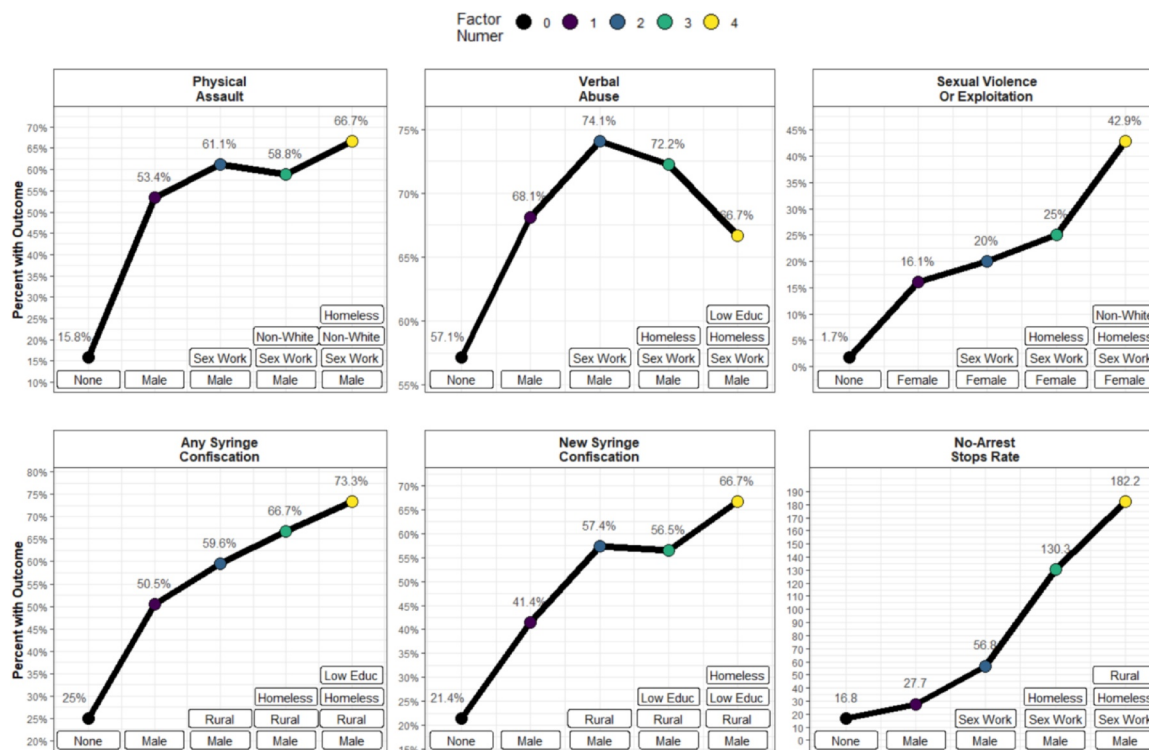 Factor
Numer
0 1 2 3 4
Physical
Assault
Percent with Outcome
70%
65%
60%
55%
50%
45%
40%
35%
30%
25%
20%
15%
10%
15.8%
53.4%
61.1%
58.8%
66.7%
Homeless
Non-White Non-White
Sex Work Sex Work Sex Work
None Male Male Male Male
Verbal
Abuse
75%
70%
65%
60%
55%
57.1%
68.1%
74.1%
72.2%
66.7%
Low Educ
Homeless Homeless
Sex Work Sex Work Sex Work
None Male Male Male Male
Sexual Violence
Or Exploitation
45%
40%
35%
30%
25%
20%
15%
10%
5%
0%
1.7%
16.1%
20%
25%
42.9%
Non-White
Homeless Homeless
Sex Work Sex Work Sex Work
None Female Female Female Female
Any Syringe
Confiscation
Percent with Outcome
80%
75%
70%
65%
60%
55%
50%
45%
40%
35%
30%
25%
20%
25%
50.5%
59.6%
66.7%
73.3%
Low Educ
Homeless Homeless
Rural Rural Rural
None Male Male Male Male
New Syringe
Confiscation
70%
65%
60%
55%
50%
45%
40%
35%
30%
25%
20%
15%
21.4%
41.4%
57.4%
56.5%
66.7%
Homeless
Low Educ Low Educ
Rural Rural Rural
None Male Male Male Male
No-Arrest
Stops Rate
190
180
170
160
150
140
130
120
110
100
90
80
70
60
50
40
30
20
10
0
16.8
27.7
56.8
130.3
182.2
Rural
Homeless Homeless
Sex Work Sex Work Sex Work
None Male Male Male Male